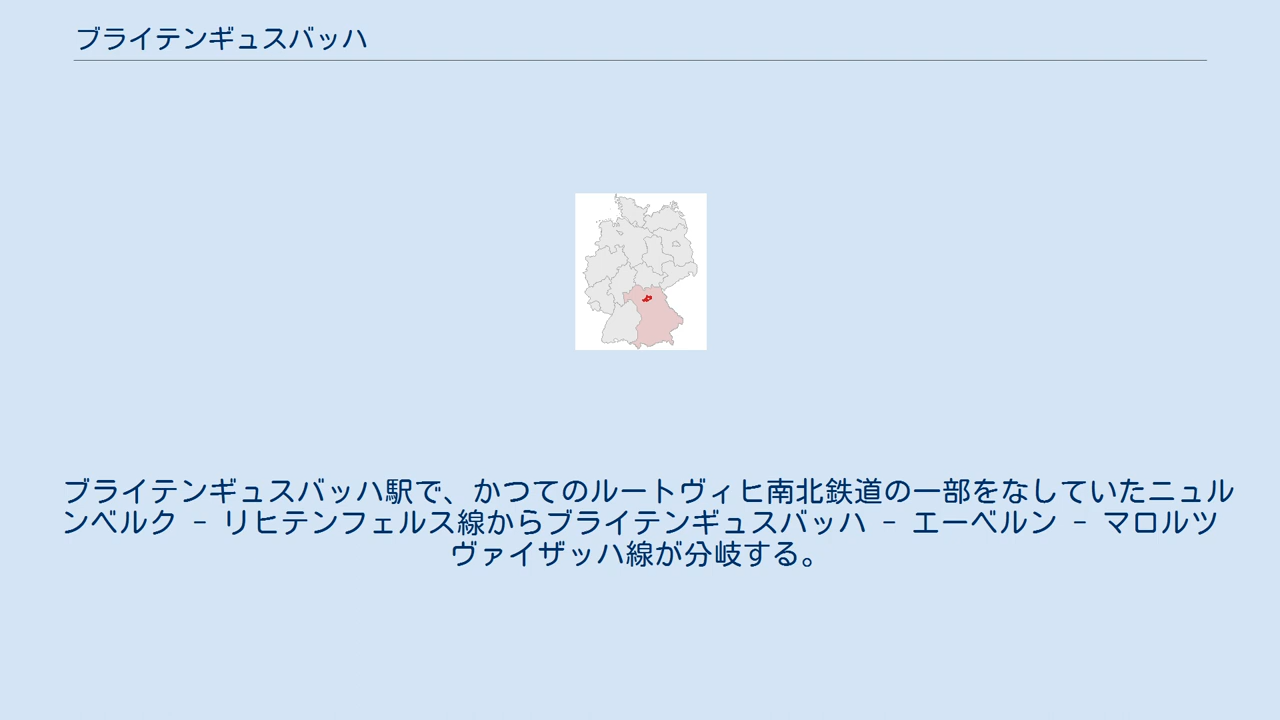 ブライテンギュスバッハ
ブライテンギュスバッハ駅で、かつてのルートヴィヒ南北鉄道の一部をなしていたニュル
ンベルク － リヒテンフェルス線からブライテンギュスバッハ － エーベルン － マロルツ
ヴァイザッハ線が分岐する。